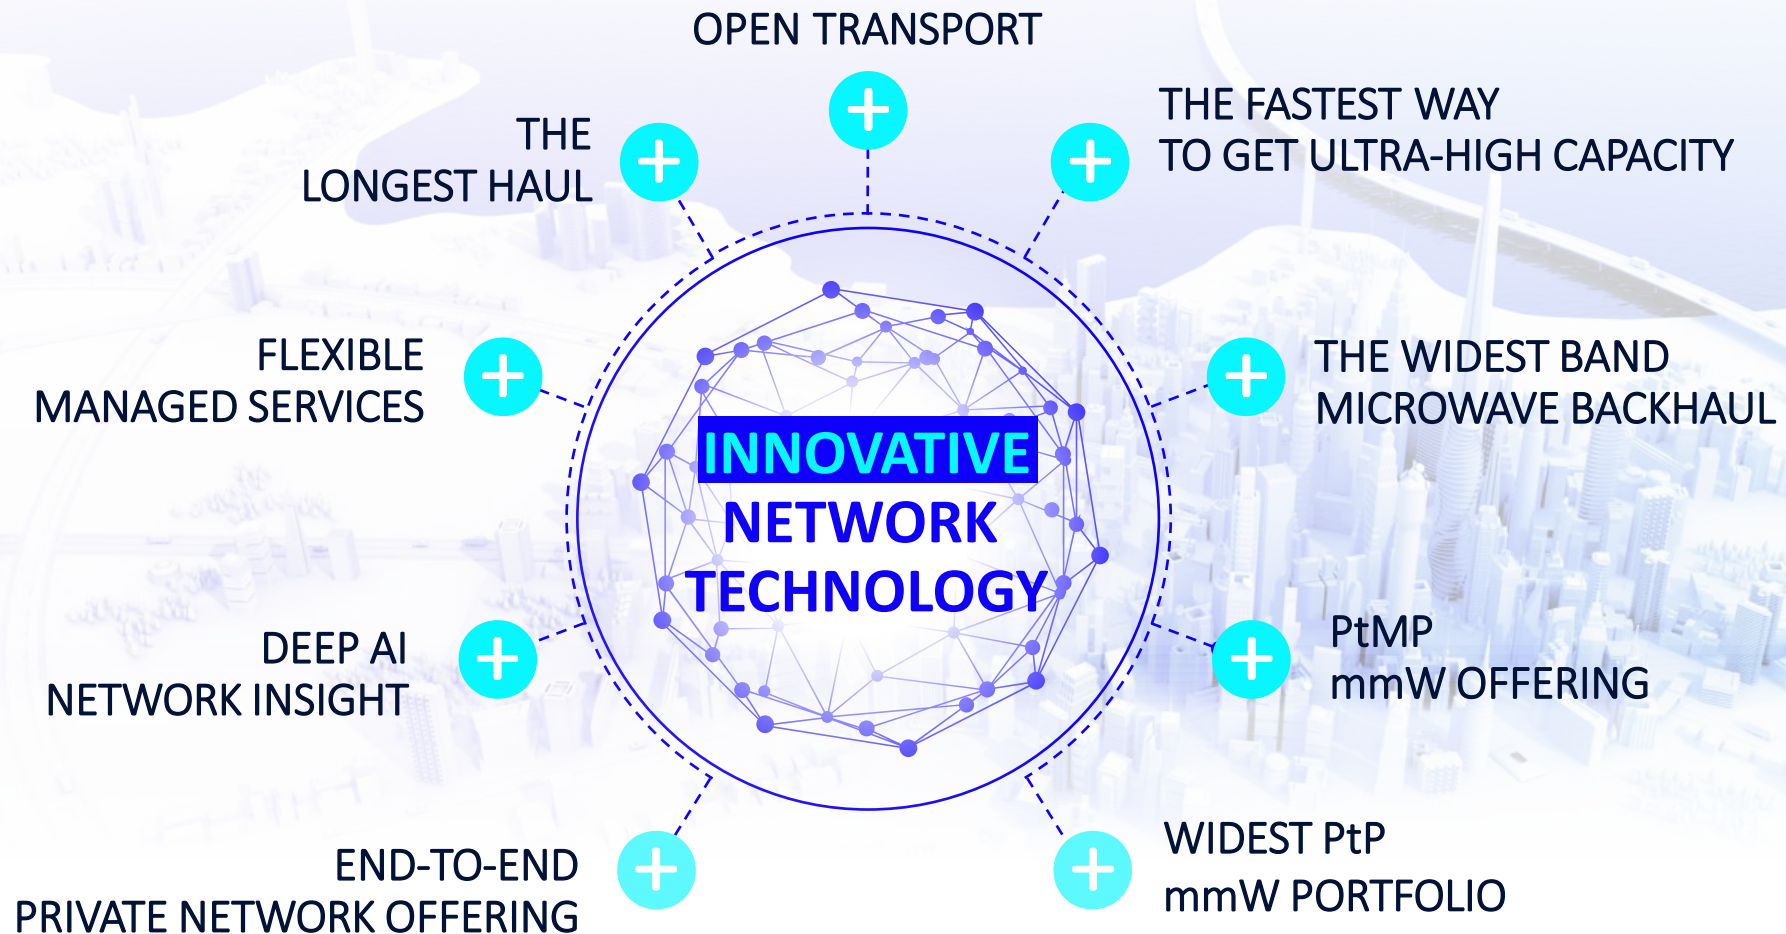 OPEN TRANSPORT
THE FASTEST WAY
TO GET ULTRA-HIGH CAPACITY
THE
LONGEST HAUL
THE WIDEST BAND
MICROWAVE BACKHAUL
FLEXIBLE
MANAGED SERVICES
INNOVATIVE
NETWORK
TECHNOLOGY
PtMP
mmW OFFERING
DEEP AI
NETWORK INSIGHT
WIDEST PtP
mmW PORTFOLIO
END-TO-END
PRIVATE NETWORK OFFERING